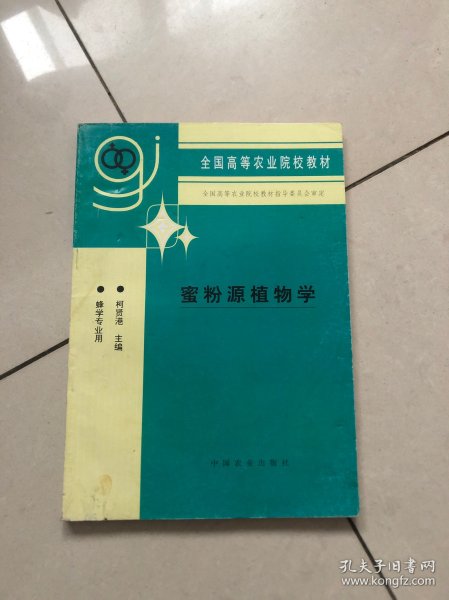 gj
全国高等农业院校教材
全国高等农业院校教材指导委员会审定
蜜粉源植物学
● 柯贤港 主编
● 蜂学专业用
中国农业出版社
孔夫子旧书网
www.kongfz.com